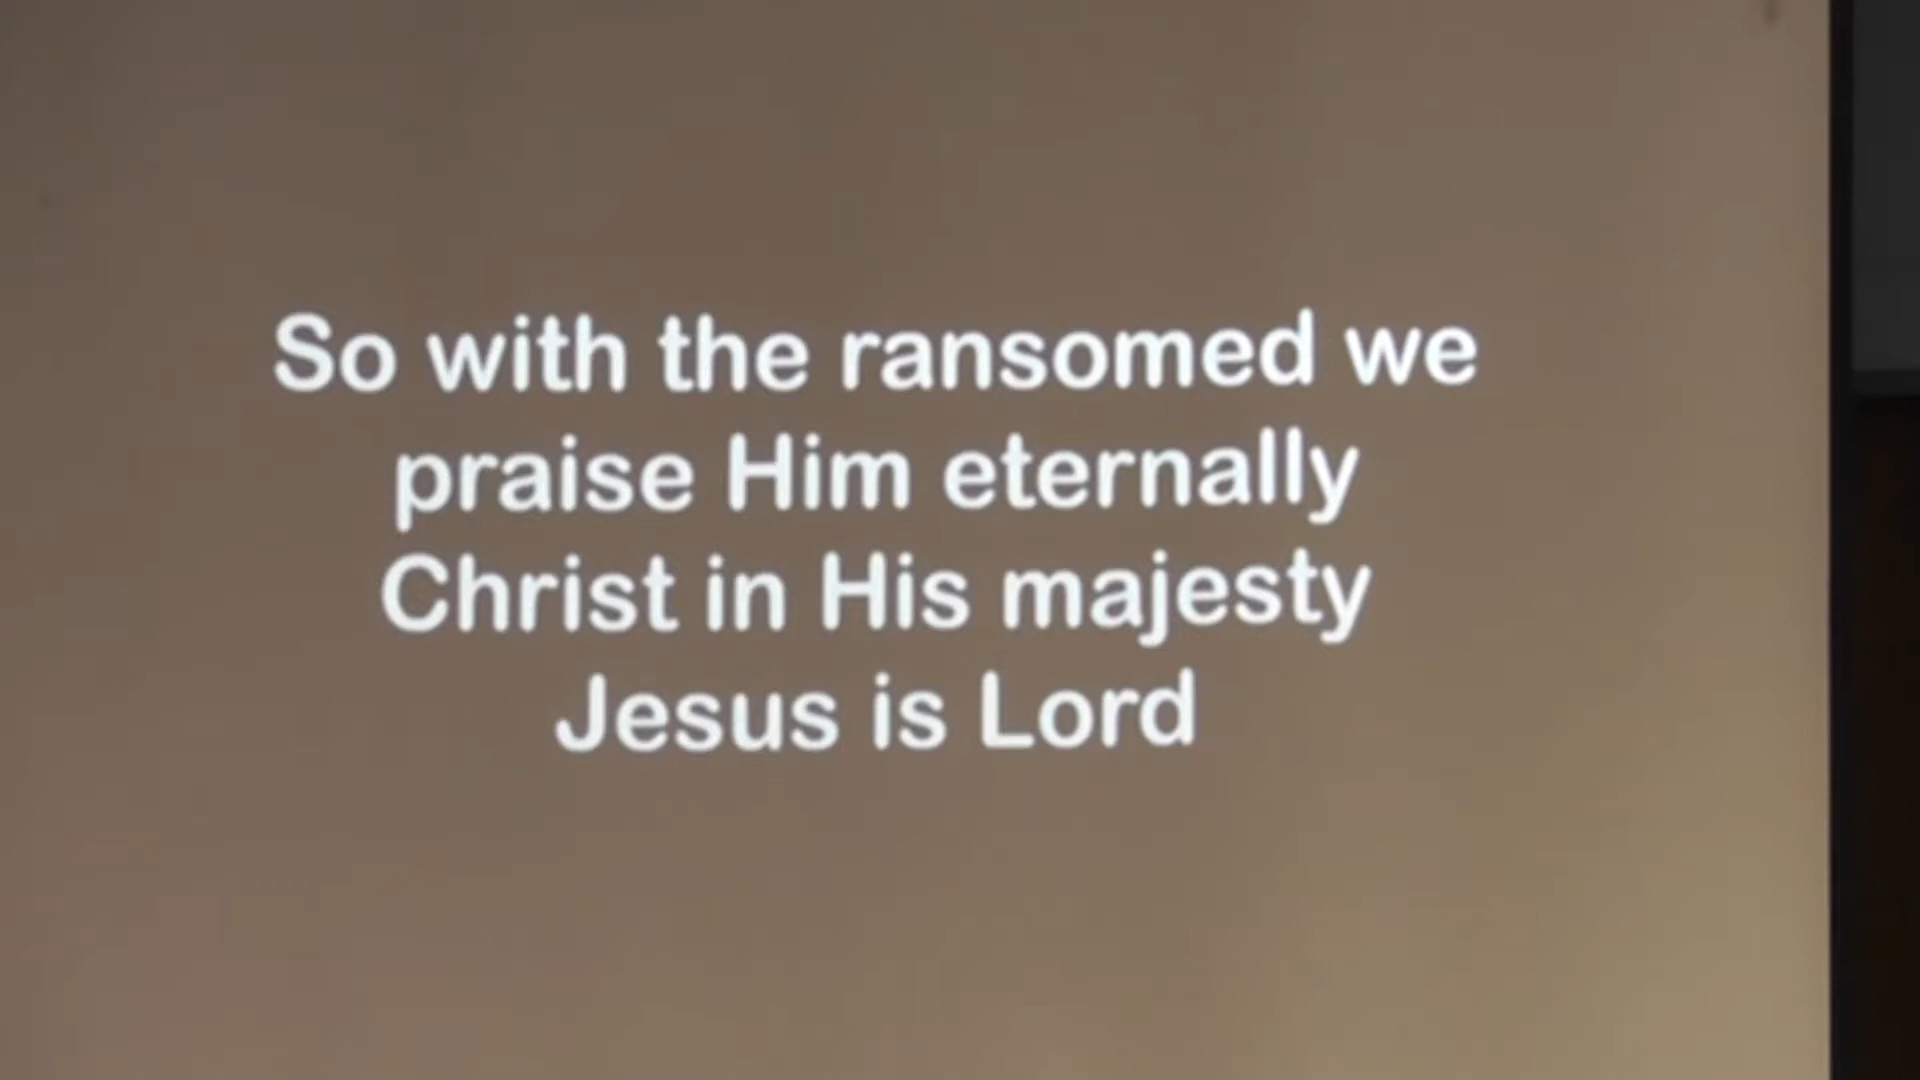 So with the ransomed we
praise Him eternally
Christ in His majesty
Jesus is Lord